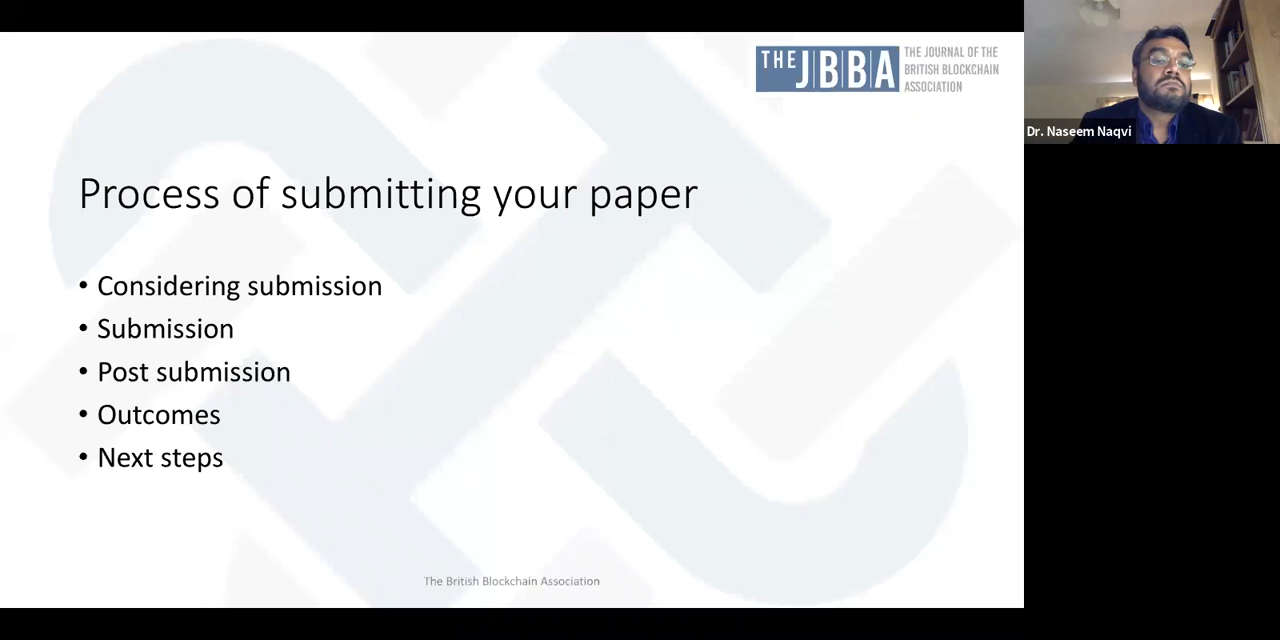 THE JBBA
THE JOURNAL OF THE
BRITISH BLOCKCHAIN
ASSOCIATION
Dr. Naseem Naqvi
Process of submitting your paper
• Considering submission
• Submission
• Post submission
• Outcomes
• Next steps
The British Blockchain Association